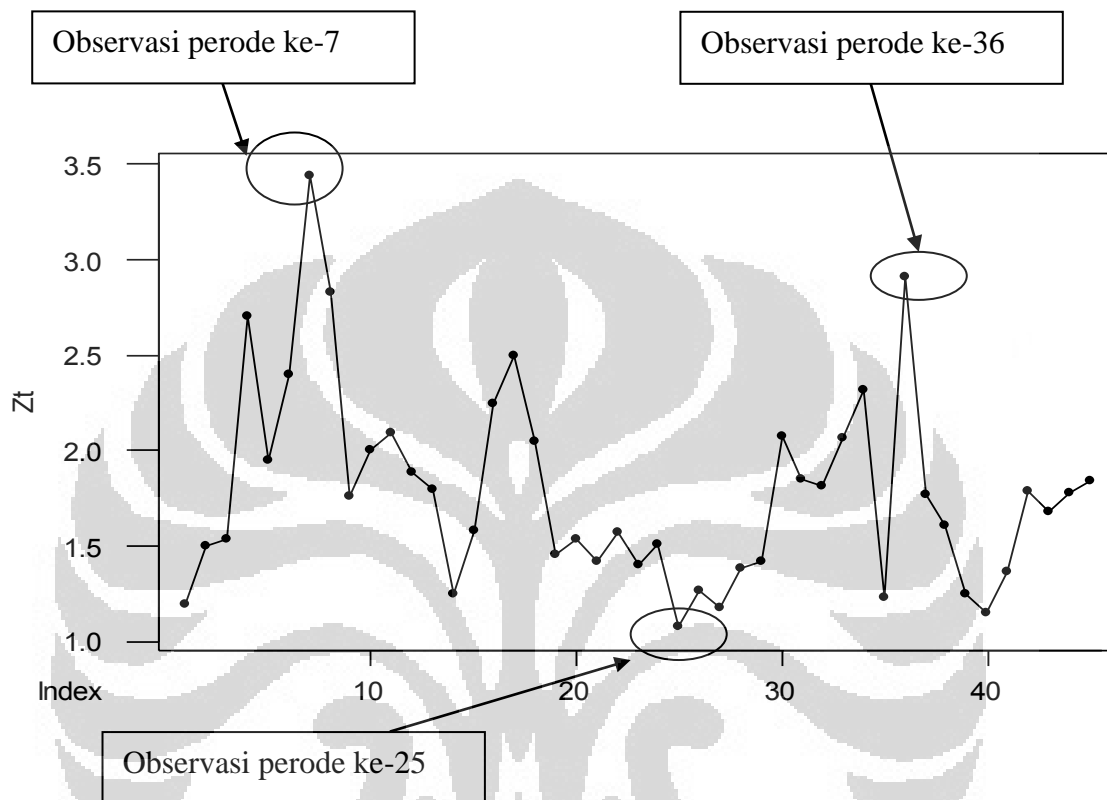 Observasi perode ke-7
Observasi perode ke-36
3.5
3.0
2.5
2.0
1.5
1.0
Zt
Index
10
20
30
40
Observasi perode ke-25